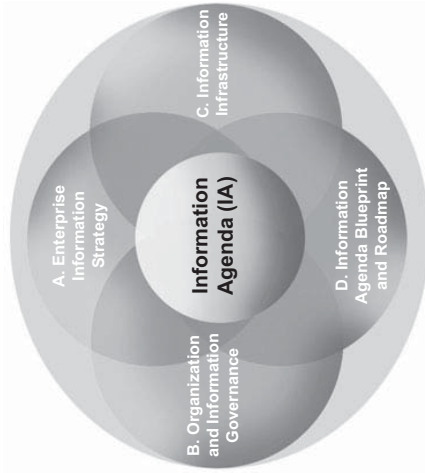 A. Enterprise
Information
Strategy
B. Organization
and Information
Governance
Information
Agenda (IA)
C. Information
Infrastructure
D. Information
Agenda Blueprint
and Roadmap